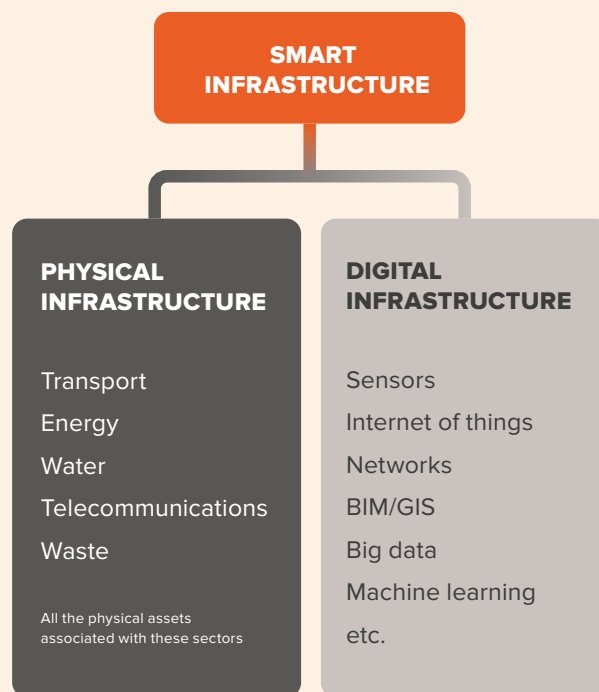 SMART
INFRASTRUCTURE
PHYSICAL
INFRASTRUCTURE
Transport
Energy
Water
Telecommunications
Waste
All the physical assets
associated with these sectors
DIGITAL
INFRASTRUCTURE
Sensors
Internet of things
Networks
BIM/GIS
Big data
Machine learning
etc.